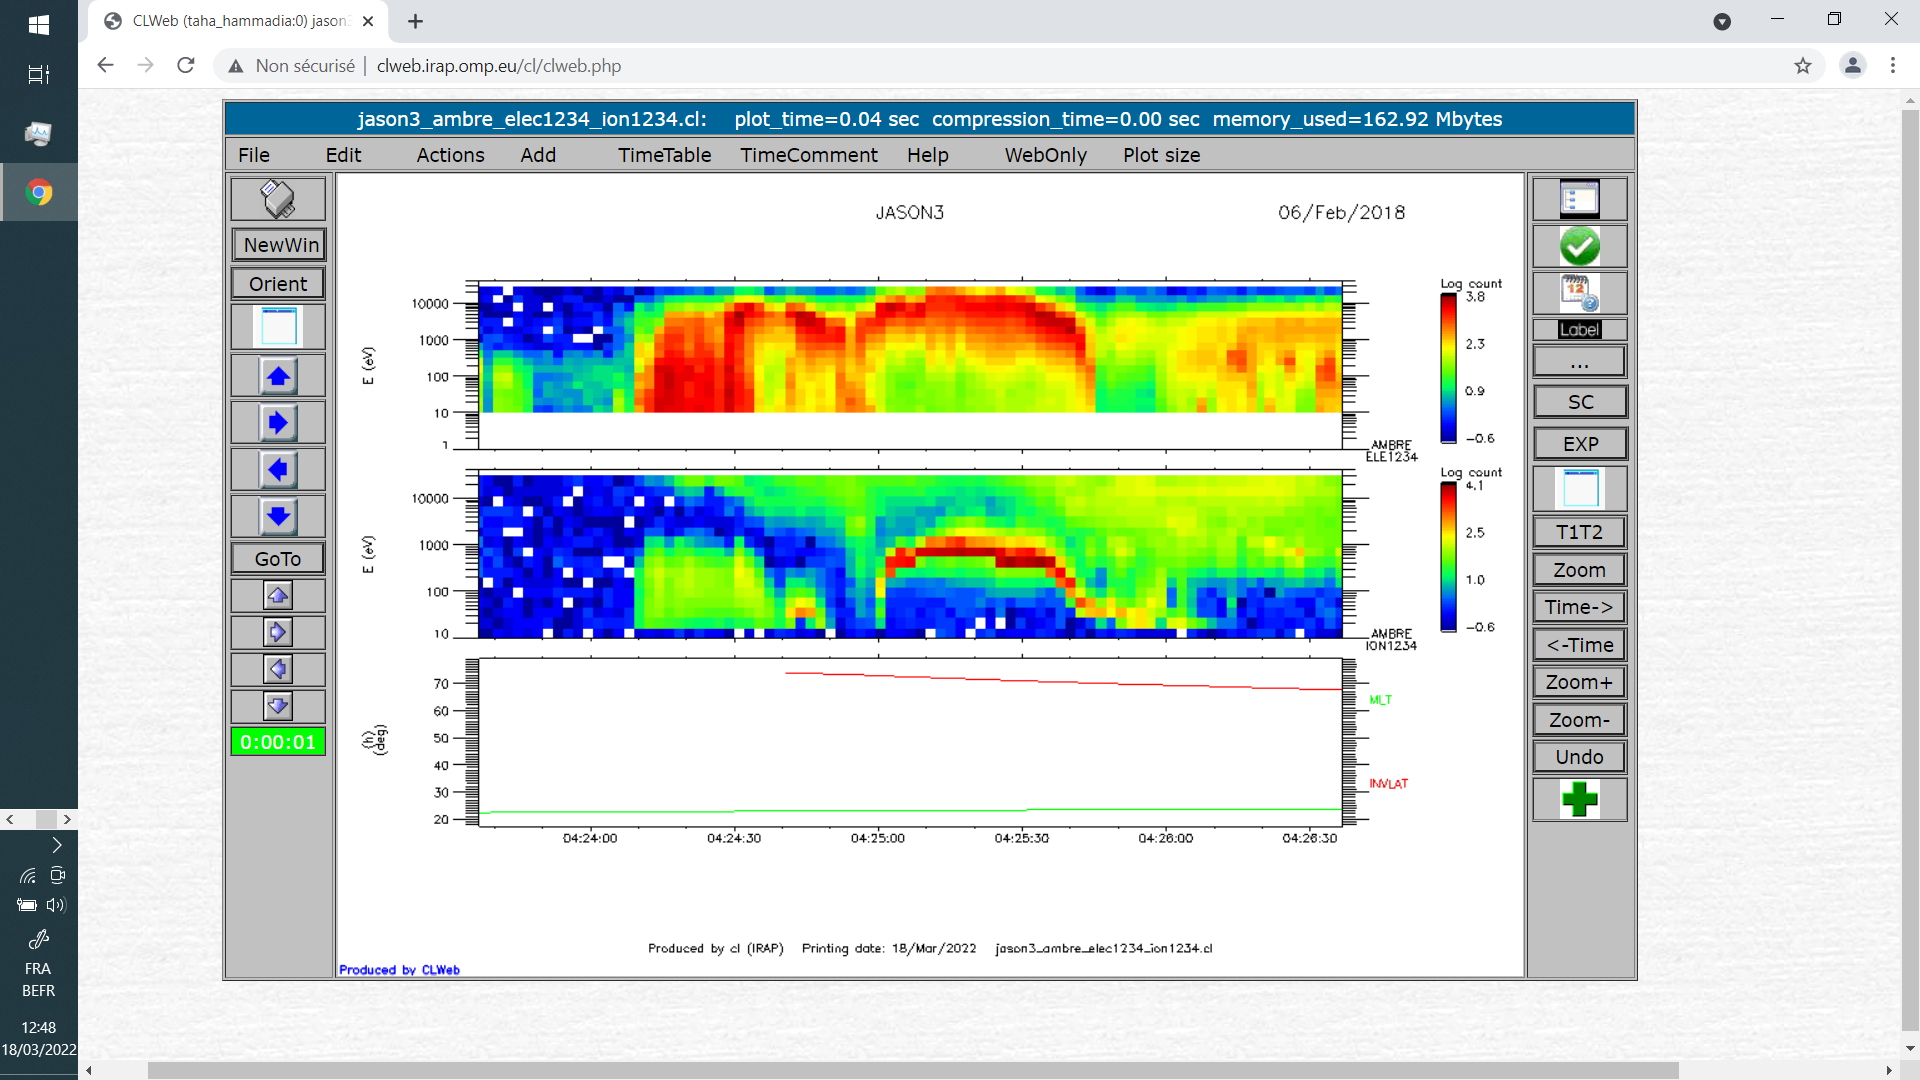 CLWeb (taha_hammadia:0) jason
Non sécurisé | clweb.irap.omp.eu/cl/clweb.php
jason3_ambre_elec1234_ion1234.cl: plot_time=0.04 sec compression_time=0.00 sec memory_used=162.92 Mbytes
File Edit Actions Add TimeTable TimeComment Help WebOnly Plot size
NewWin
Orient
GoTo
0:00:01
JASON3 06/Feb/2018
10000
1000
100
10
1
E (eV)
Log count
3.8
2.3
0.9
-0.6
AMBRE
ELE1234
10000
1000
100
10
E (eV)
Log count
4.1
2.5
1.0
-0.6
AMBRE
ION1234
70
60
50
40
30
20
(h)
(deg)
MLT
INVLAT
04:24:00 04:24:30 04:25:00 04:25:30 04:26:00 04:26:30
Produced by cl (IRAP) Printing date: 18/Mar/2022 jason3_ambre_elec1234_ion1234.cl
Produced by CLWeb
12
Label
...
SC
EXP
T1T2
Zoom
Time->
<-Time
Zoom+
Zoom-
Undo
FRA
BEFR
12:48
18/03/2022